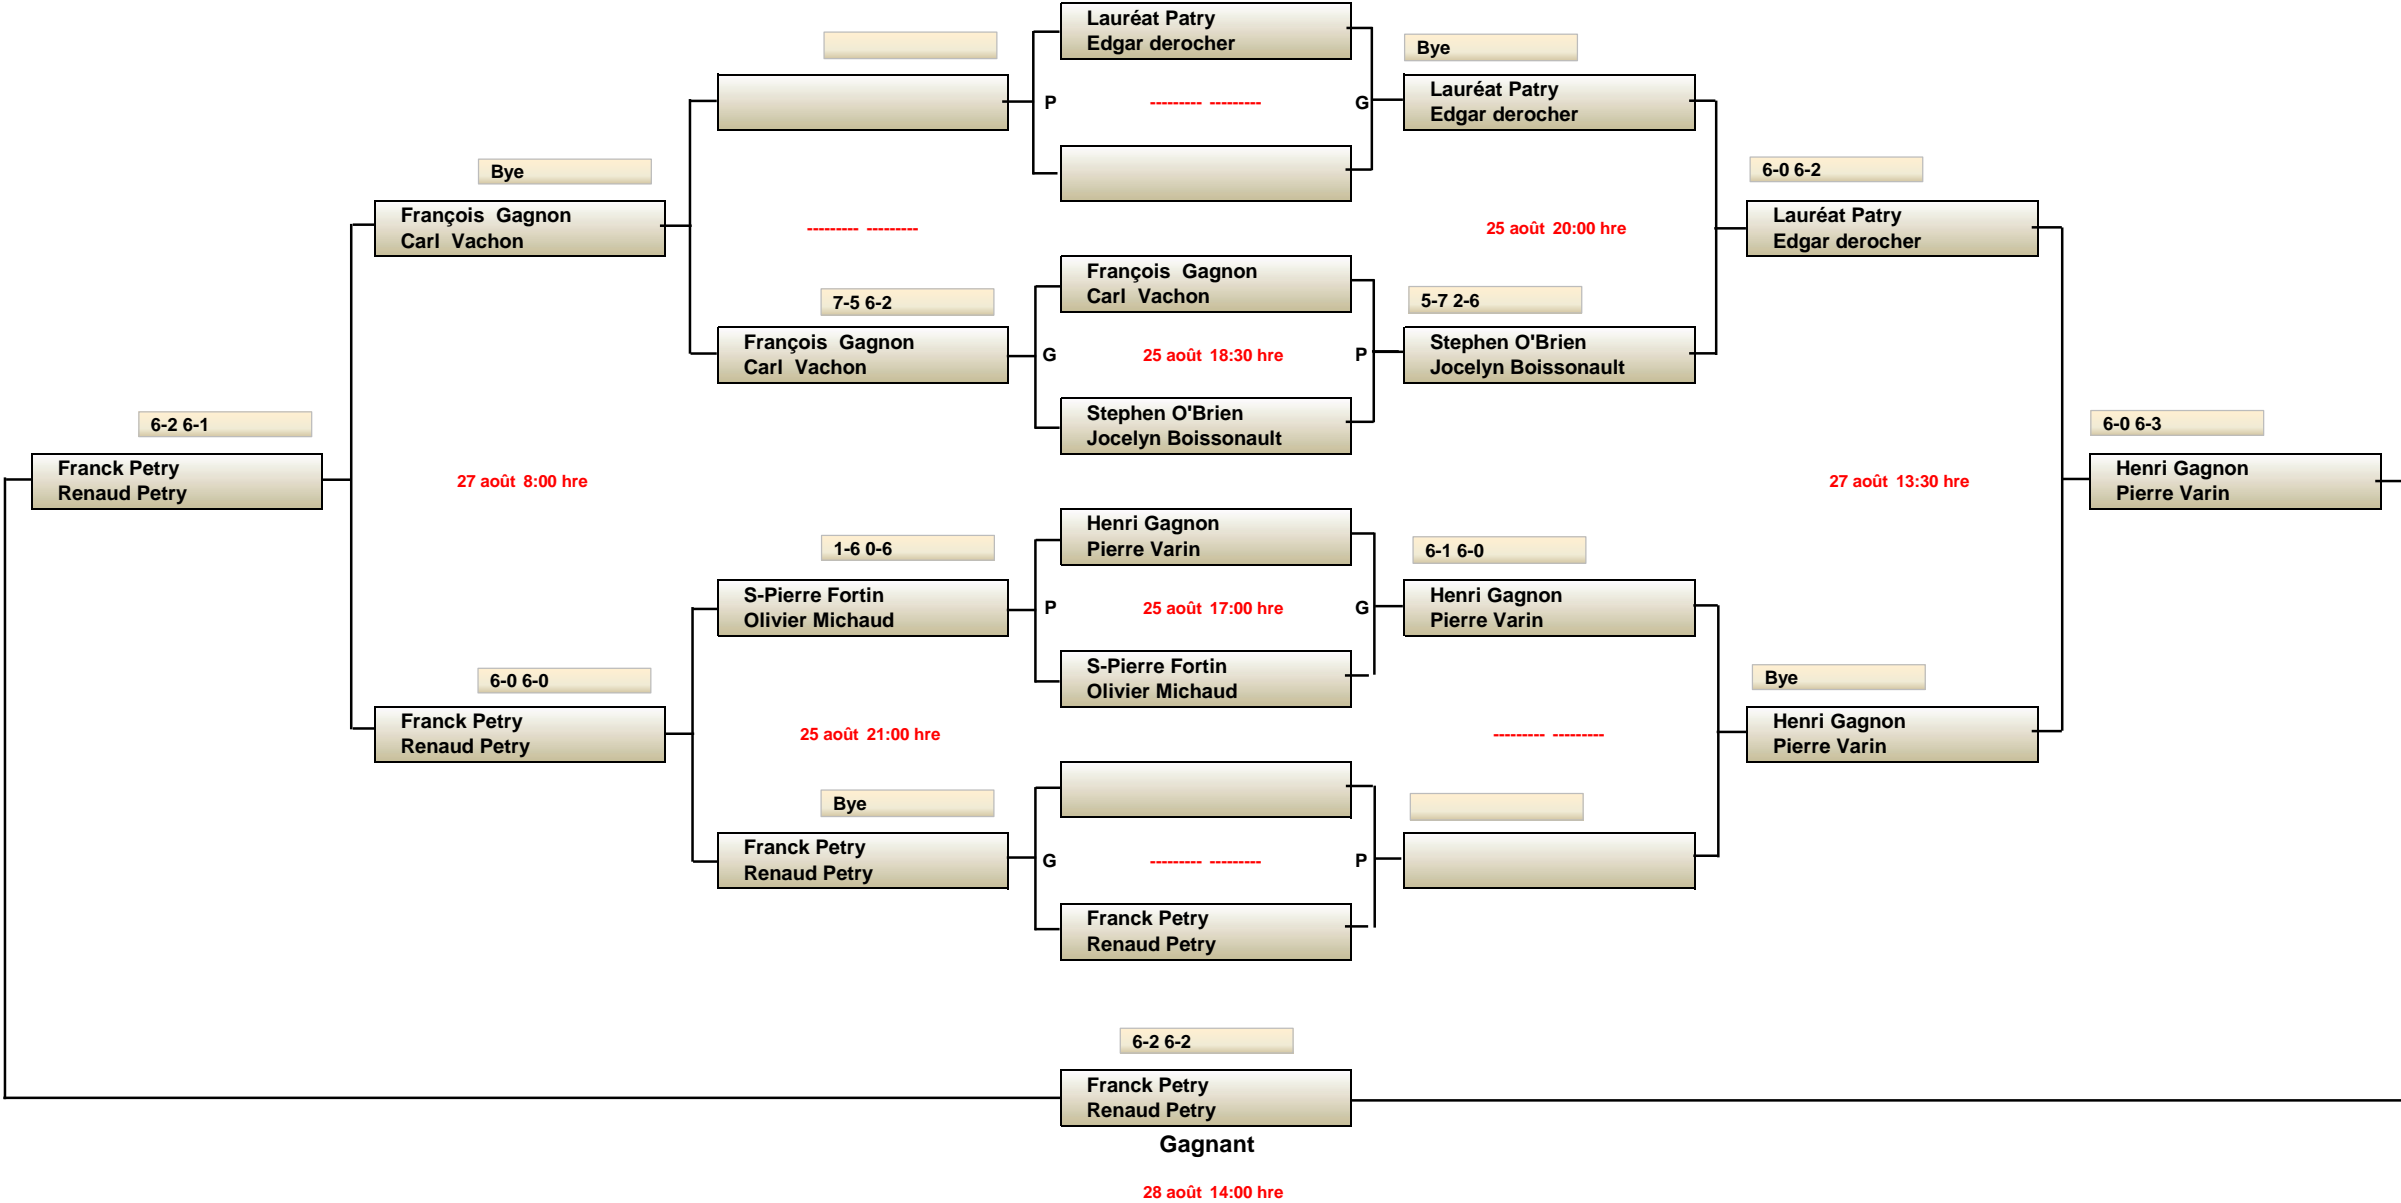 Lauréat Patry
Edgar derocher
Bye
P
--------- ---------
G
Lauréat Patry
Edgar derocher
Bye
6-0 6-2
François  Gagnon
Carl  Vachon
--------- ---------
25 août  20:00 hre
Lauréat Patry
Edgar derocher
François  Gagnon
Carl  Vachon
7-5 6-2
5-7 2-6
François  Gagnon
Carl  Vachon
G
25 août  18:30 hre
P
Stephen O'Brien
Jocelyn Boissonault
6-2 6-1
Stephen O'Brien
Jocelyn Boissonault
6-0 6-3
Franck Petry
Renaud Petry
27 août  8:00 hre
27 août  13:30 hre
Henri Gagnon
Pierre Varin
Henri Gagnon
Pierre Varin
1-6 0-6
6-1 6-0
S-Pierre Fortin
Olivier Michaud
P
25 août  17:00 hre
G
Henri Gagnon
Pierre Varin
6-0 6-0
S-Pierre Fortin
Olivier Michaud
Bye
Franck Petry
Renaud Petry
25 août  21:00 hre
--------- ---------
Henri Gagnon
Pierre Varin
Bye
Franck Petry
Renaud Petry
G
--------- ---------
P
Franck Petry
Renaud Petry
6-2 6-2
Franck Petry
Renaud Petry
Gagnant
28 août  14:00 hre